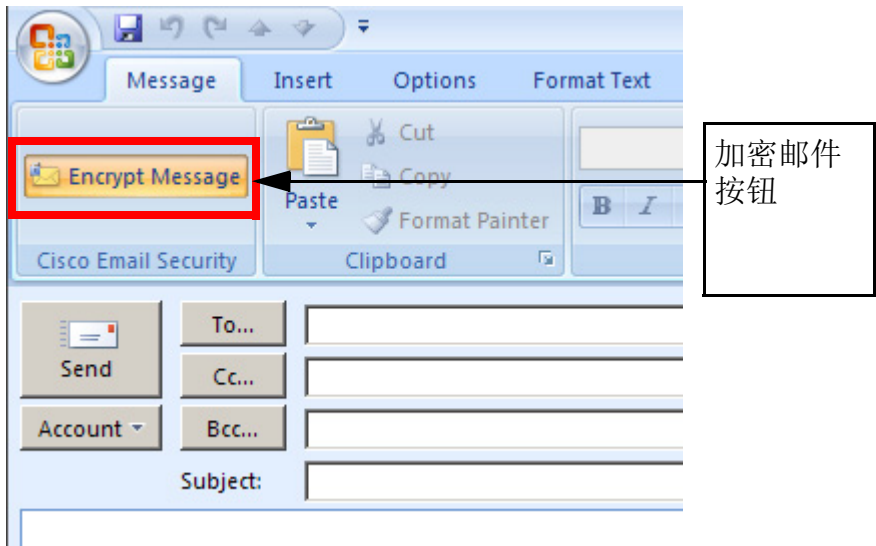 Message Insert Options Format Text
Encrypt Message
Cut
Copy
Paste
Format Painter
B I
Cisco Email Security
Clipboard
加密邮件
按钮
Send
To...
Cc...
Account
Bcc...
Subject: